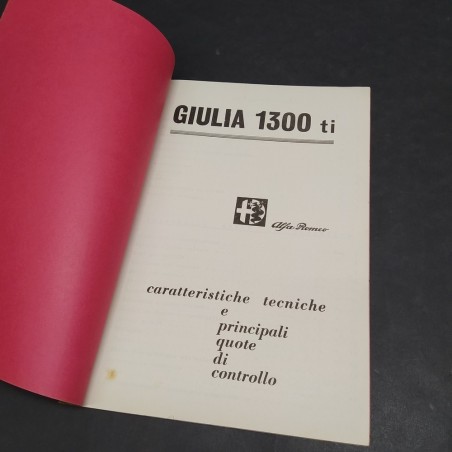 GIULIA 1300 ti
Alfa Romeo
caratteristiche tecniche
e
principali
quote
di
controllo